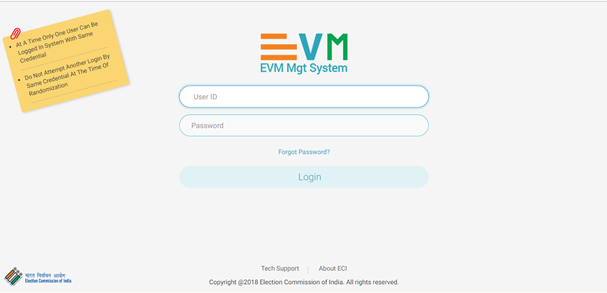 At A Time Only One User Can Be
Logged In System With Same
Credential
Do Not Attempt Another Login By
Same Credential At The Time Of
Randomization
EVM
EVM Mgt System
User ID
Password
Forgot Password?
Login
Tech Support | About ECI
भारत निर्वाचन आयोग
Election Commission of India
Copyright @2018 Election Commission of India. All rights reserved.